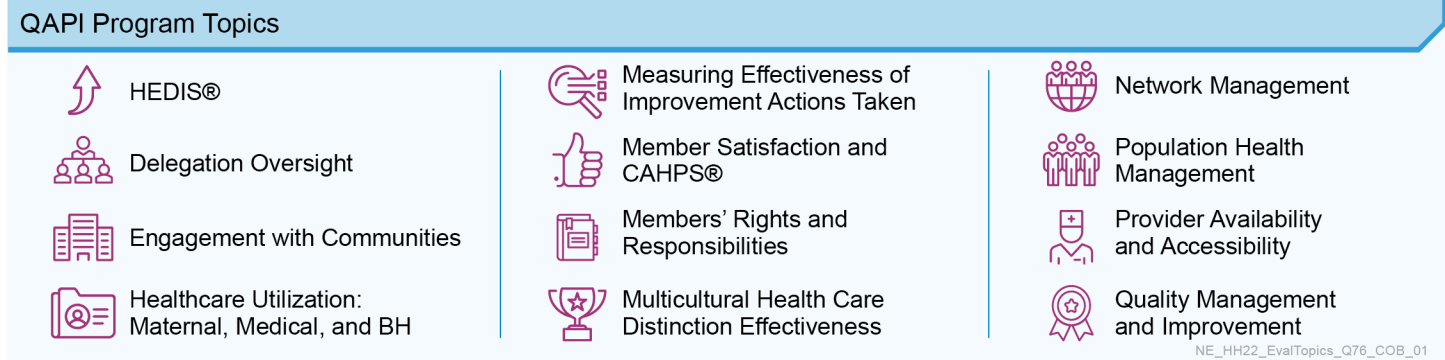 QAPI Program Topics
HEDIS®
Delegation Oversight
Engagement with Communities
Healthcare Utilization:
Maternal, Medical, and BH
Measuring Effectiveness of
Improvement Actions Taken
Member Satisfaction and
CAHPS®
Members’ Rights and
Responsibilities
Multicultural Health Care
Distinction Effectiveness
Network Management
Population Health
Management
Provider Availability
and Accessibility
Quality Management
and Improvement
NE_HH22_EvalTopics_Q76_COB_01